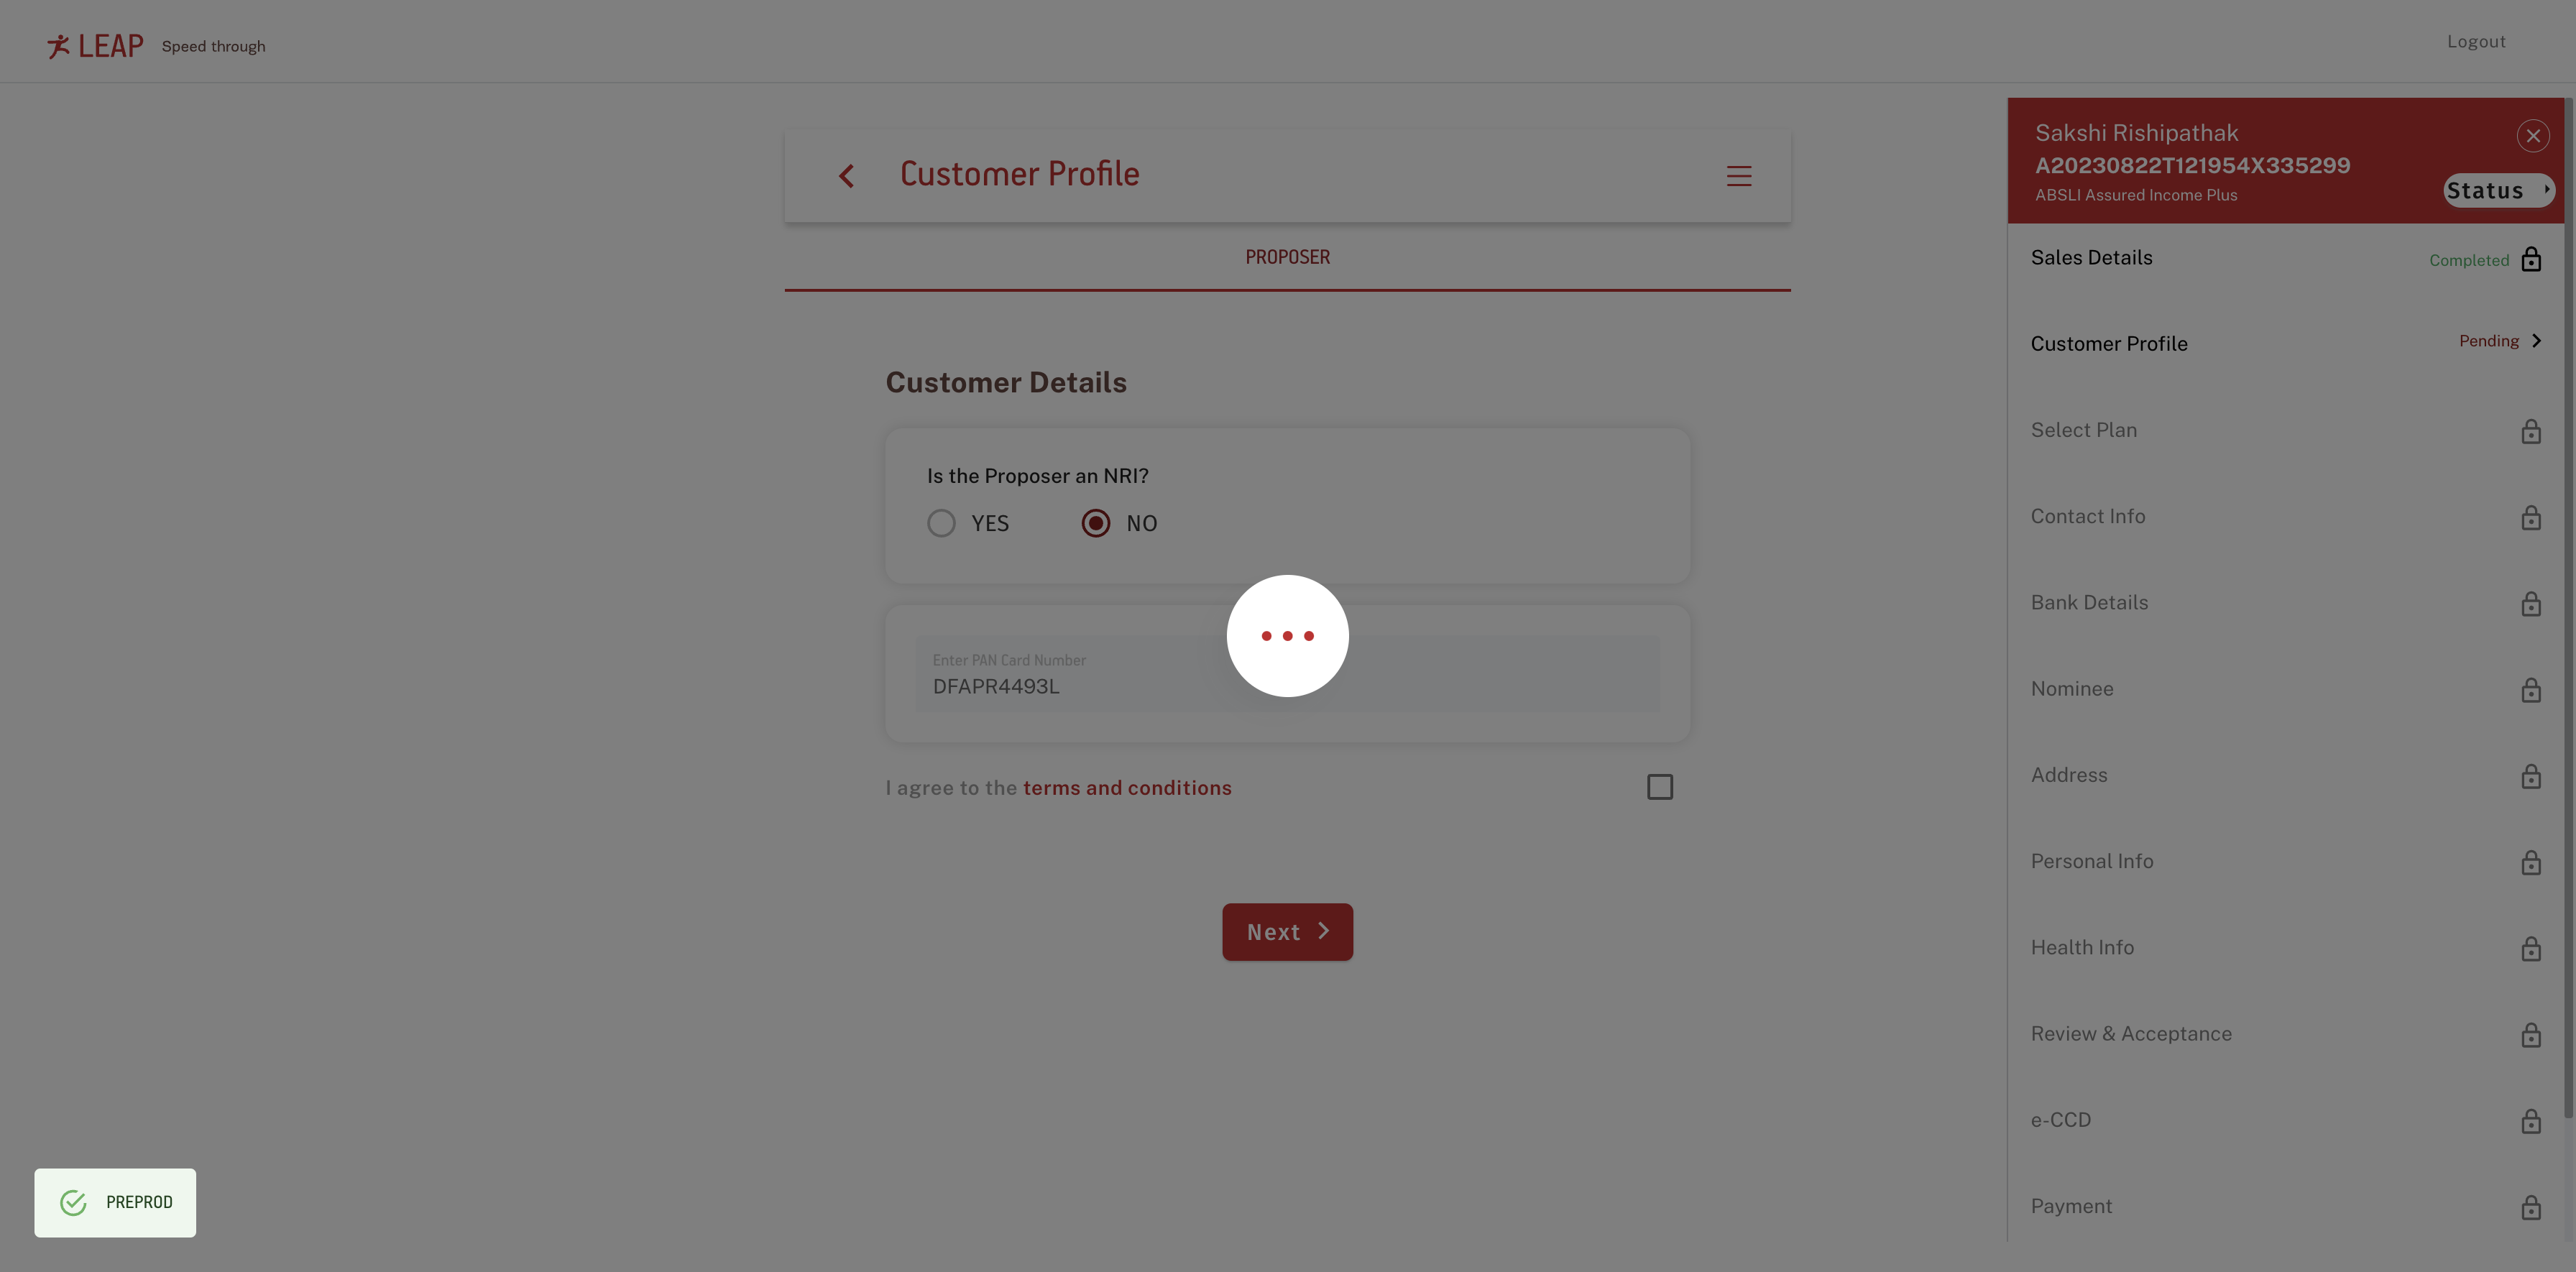 LEAP Speed through
Logout
Customer Profile
PROPOSER
Customer Details
Is the Proposer an NRI?
YES NO
Enter PAN Card Number
DFAPR4493L
I agree to the terms and conditions
Next
PREPROD
Sakshi Rishipathak
A20230822T121954X335299
ABSLI Assured Income Plus
Status
Sales Details Completed
Customer Profile Pending
Select Plan
Contact Info
Bank Details
Nominee
Address
Personal Info
Health Info
Review & Acceptance
e-CCD
Payment